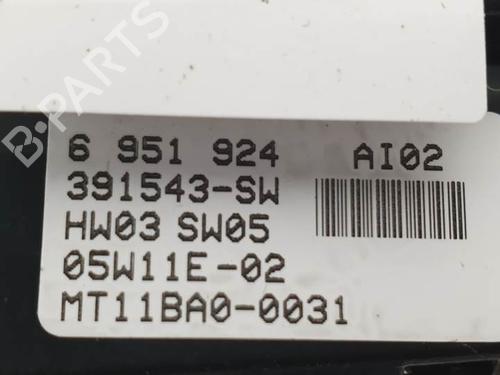 B-PARTS
6 951 924 AI02
391543-SW
HW03 SW05
05W11E-02
MT11BA0-0031